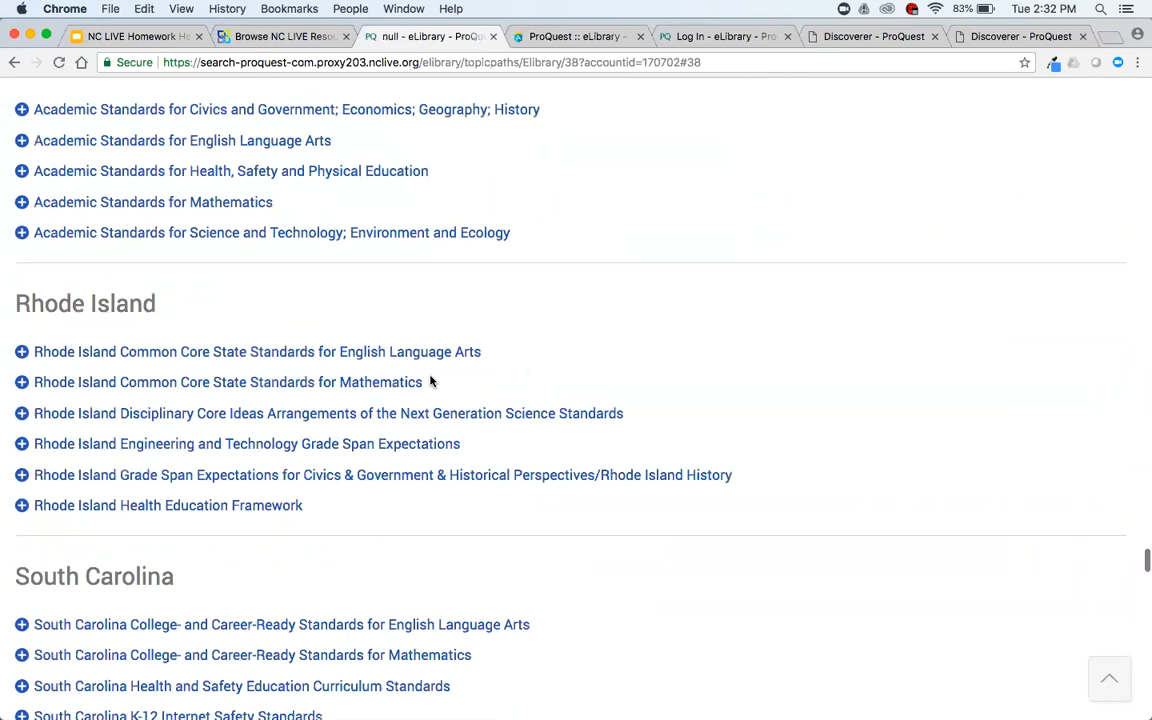 Chrome File Edit View History Bookmarks People Window Help 83% Tue 2:32 PM
NC LIVE Homework He × Browse NC LIVE Resou × null - eLibrary - ProQu × ProQuest :: eLibrary - × Log In - eLibrary - Pro × Discoverer - ProQuest × Discoverer - ProQuest ×
Secure https://search-proquest-com.proxy203.nclive.org/elibrary/topicpaths/Elibrary/38?accountid=170702#38
Academic Standards for Civics and Government; Economics; Geography; History
Academic Standards for English Language Arts
Academic Standards for Health, Safety and Physical Education
Academic Standards for Mathematics
Academic Standards for Science and Technology; Environment and Ecology
Rhode Island
Rhode Island Common Core State Standards for English Language Arts
Rhode Island Common Core State Standards for Mathematics
Rhode Island Disciplinary Core Ideas Arrangements of the Next Generation Science Standards
Rhode Island Engineering and Technology Grade Span Expectations
Rhode Island Grade Span Expectations for Civics & Government & Historical Perspectives/Rhode Island History
Rhode Island Health Education Framework
South Carolina
South Carolina College- and Career-Ready Standards for English Language Arts
South Carolina College- and Career-Ready Standards for Mathematics
South Carolina Health and Safety Education Curriculum Standards
South Carolina K-12 Internet Safety Standards